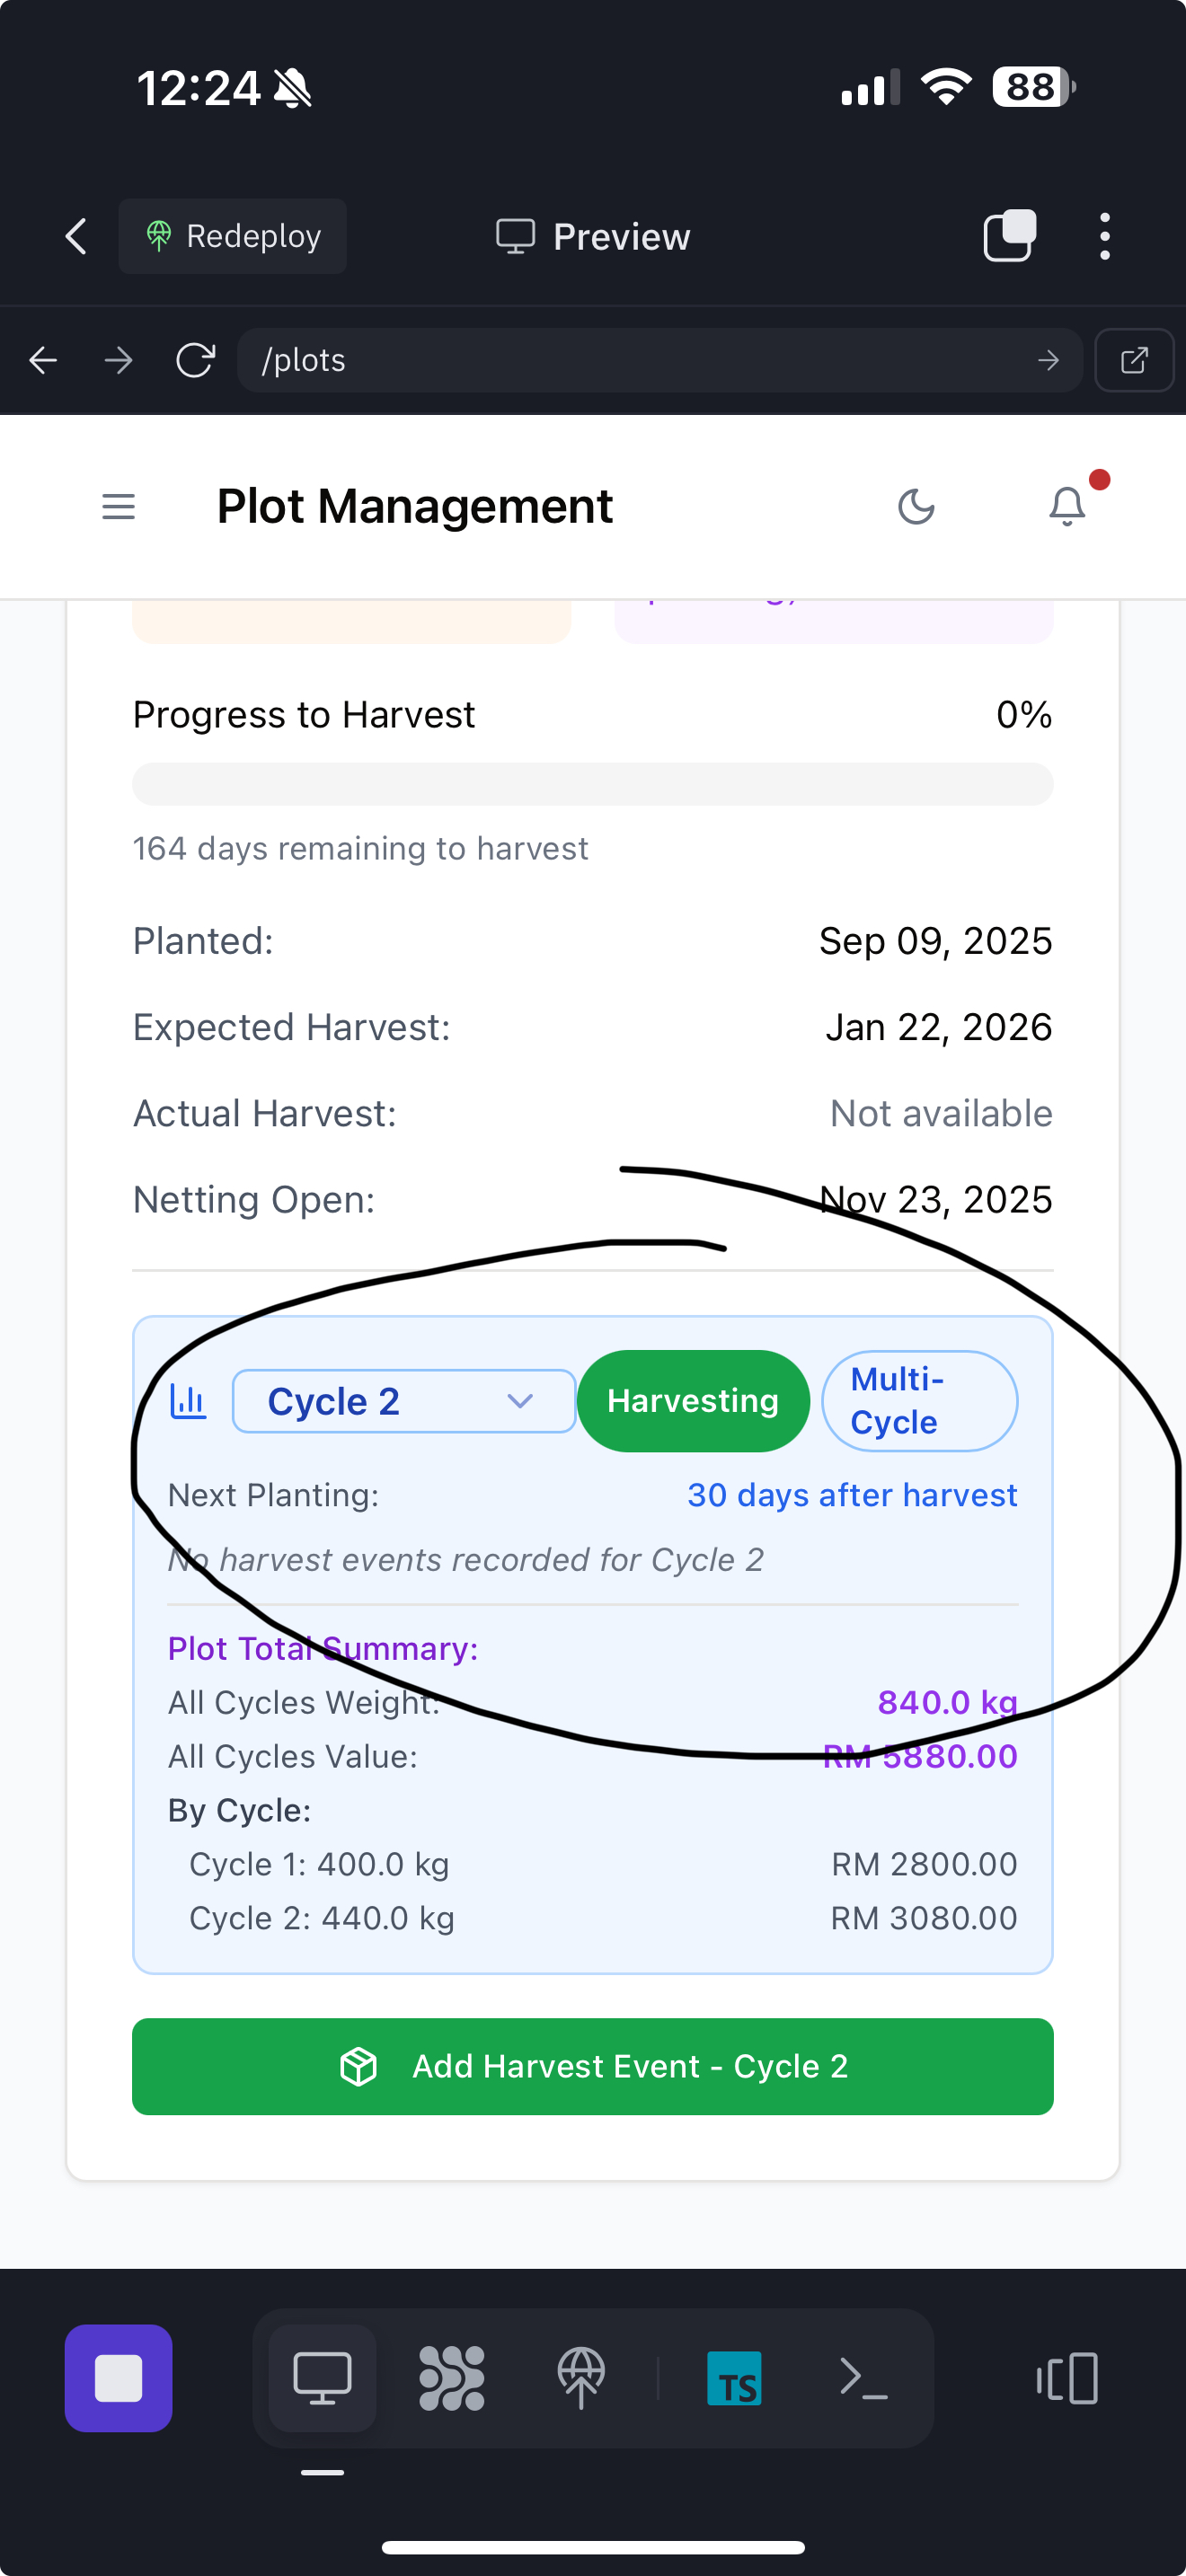 12:24
88
Redeploy
Preview
/plots
Plot Management
Progress to Harvest 0%
164 days remaining to harvest
Planted: Sep 09, 2025
Expected Harvest: Jan 22, 2026
Actual Harvest: Not available
Netting Open: Nov 23, 2025
Cycle 2 Harvesting Multi-
Cycle
Next Planting: 30 days after harvest
No harvest events recorded for Cycle 2
Plot Total Summary:
All Cycles Weight: 840.0 kg
All Cycles Value: RM 5880.00
By Cycle:
Cycle 1: 400.0 kg RM 2800.00
Cycle 2: 440.0 kg RM 3080.00
Add Harvest Event - Cycle 2
TS